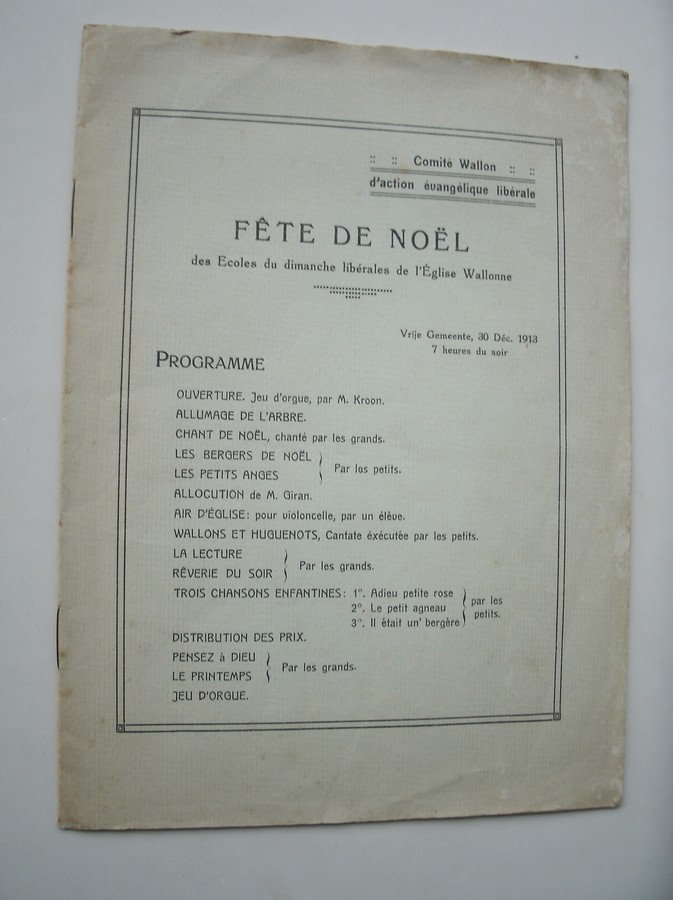 :: :: Comité Wallon :: ::
d'action évangélique libérale
FÊTE DE NOËL
des Ecoles du dimanche libérales de l'Église Wallonne
Vrije Gemeente, 30 Déc. 1913
7 heures du soir
PROGRAMME
OUVERTURE. Jeu d'orgue, par M. Kroon.
ALLUMAGE DE L'ARBRE.
CHANT DE NOËL, chanté par les grands.
LES BERGERS DE NOËL
LES PETITS ANGES
Par les petits.
ALLOCUTION de M. Giran.
AIR D'ÉGLISE: pour violoncelle, par un élève.
WALLONS ET HUGUENOTS, Cantate éxécutée par les petits.
LA LECTURE
RÊVERIE DU SOIR
Par les grands.
TROIS CHANSONS ENFANTINES: 1º. Adieu petite rose
2º. Le petit agneau
3º. Il était un' bergère
par les
petits.
DISTRIBUTION DES PRIX.
PENSEZ à DIEU
LE PRINTEMPS
Par les grands.
JEU D'ORGUE.